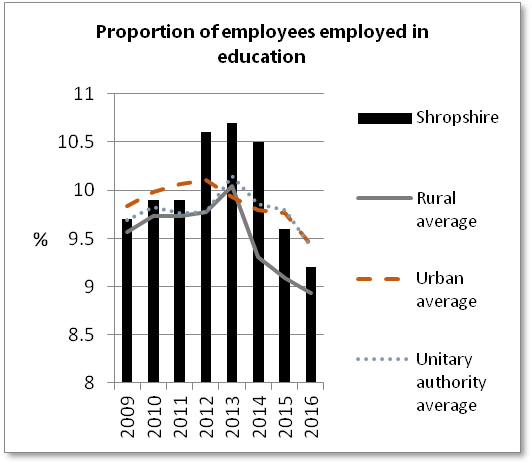 Proportion of employees employed in
education
11
10.5
10
9.5
9
8.5
8
%
2009
2010
2011
2012
2013
2014
2015
2016
Shropshire
Rural
average
Urban
average
Unitary
authority
average